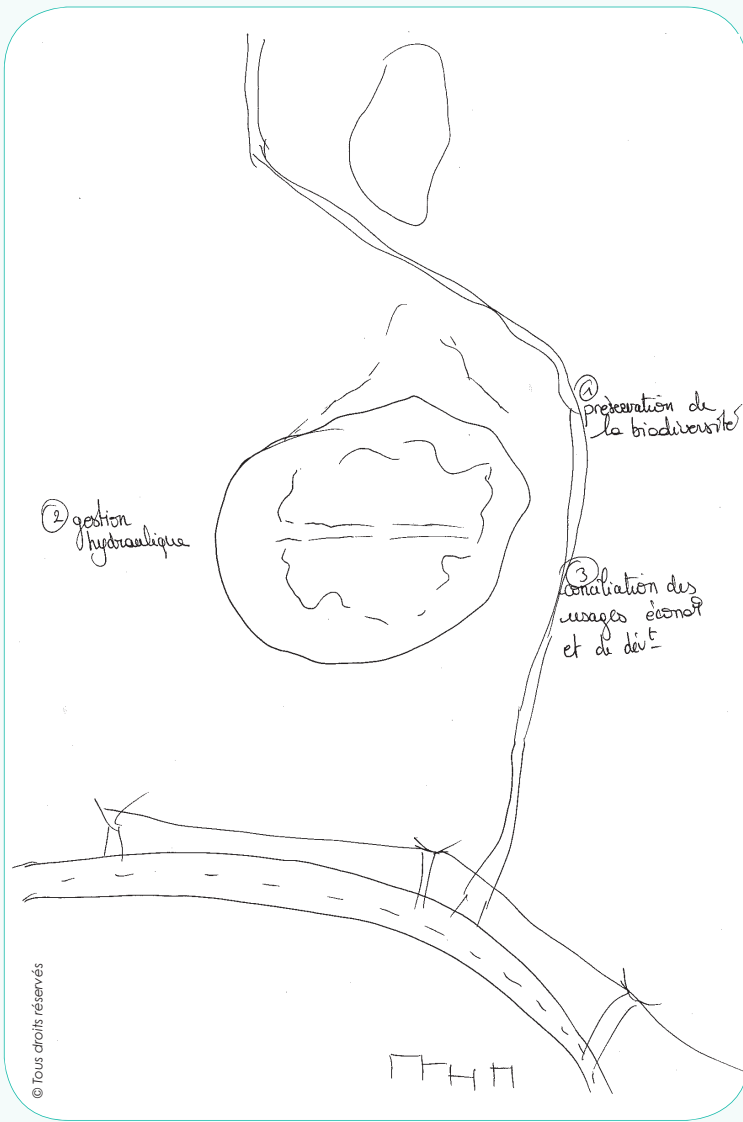 1
préservation de
la biodiversité
2 gestion
hydraulique
3
conciliation des
usages économ
et de dévt
© Tous droits réservés